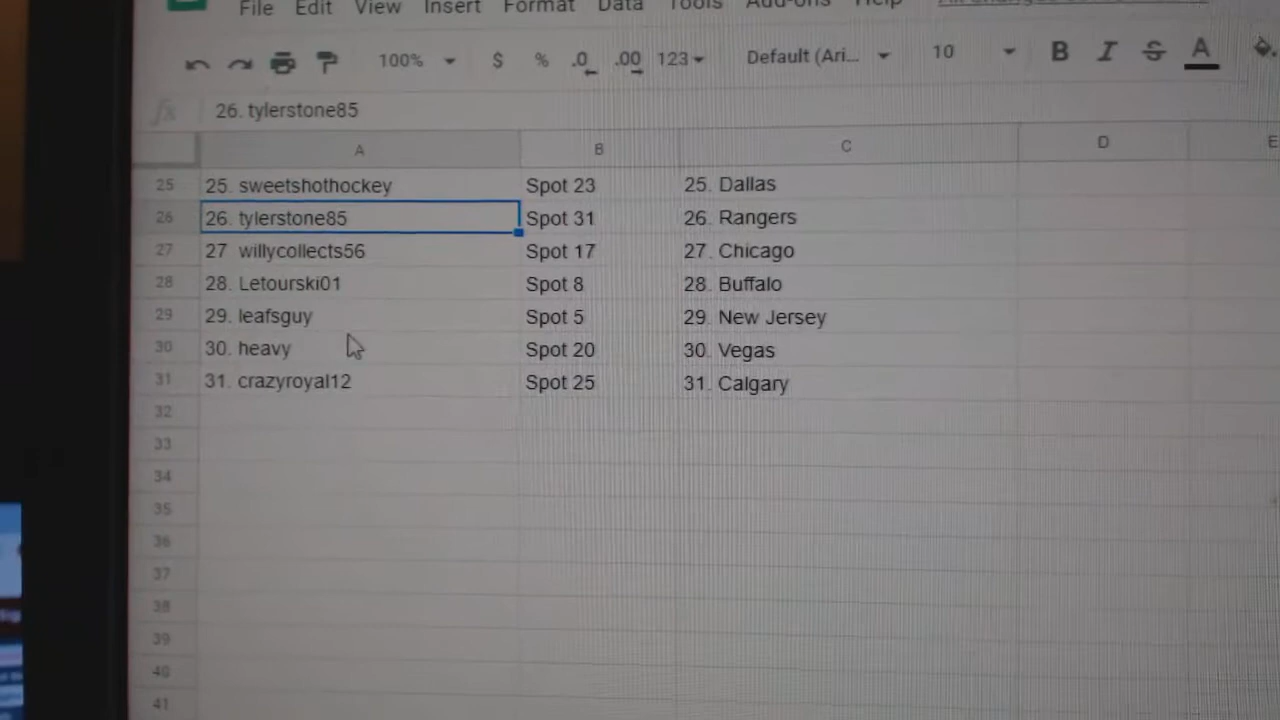 File Edit View Insert Format Data Tools Add-ons Help
100% $ % .0 .00 123 Default (Ari... 10 B I S A
fx 26. tylerstone85
A B C D E
25 25. sweetshothockey Spot 23 25. Dallas
26 26. tylerstone85 Spot 31 26. Rangers
27 27 willycollects56 Spot 17 27. Chicago
28 28. Letourski01 Spot 8 28. Buffalo
29 29. leafsguy Spot 5 29. New Jersey
30 30. heavy Spot 20 30. Vegas
31 31. crazyroyal12 Spot 25 31. Calgary
32
33
34
35
36
37
38
39
40
41